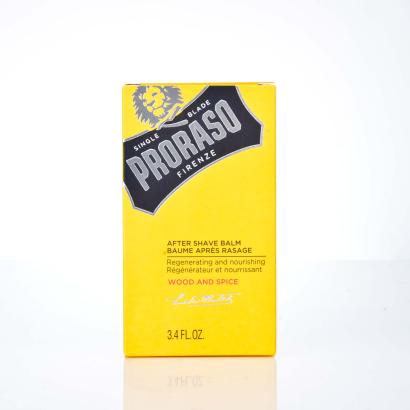 SINGLE BLADE
PRORASO
FIRENZE
AFTER SHAVE BALM
BAUME APRÈS RASAGE
Regenerating and nourishing
Régénérateur et nourrissant
WOOD AND SPICE
3.4 FL.OZ.